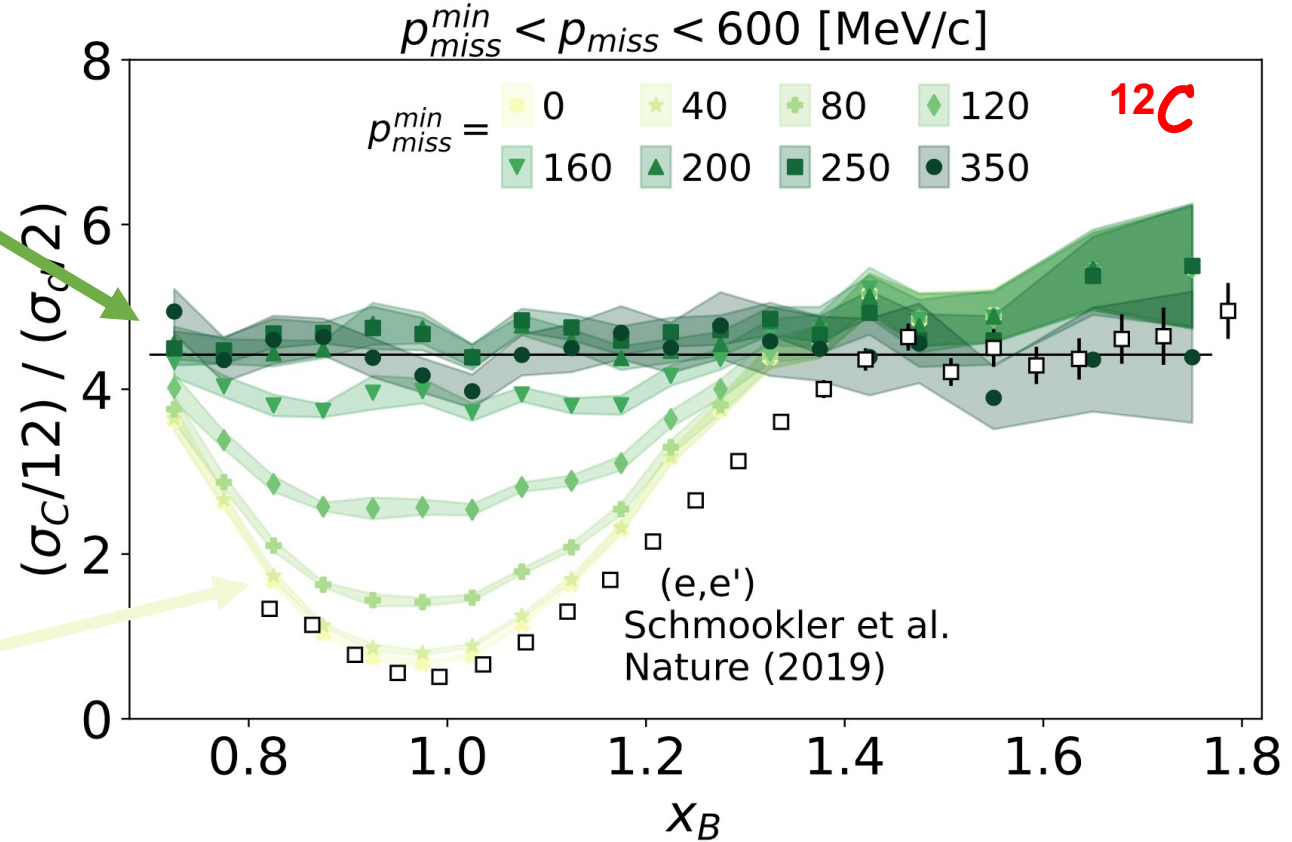 p_miss^min < p_miss < 600 [MeV/c]
p_miss^min = 0 40 80 120
160 200 250 350
¹²C
(σ_C/12) / (σ_d/2)
8
6
4
2
0
(e,e')
Schmookler et al.
Nature (2019)
0.8 1.0 1.2 1.4 1.6 1.8
x_B